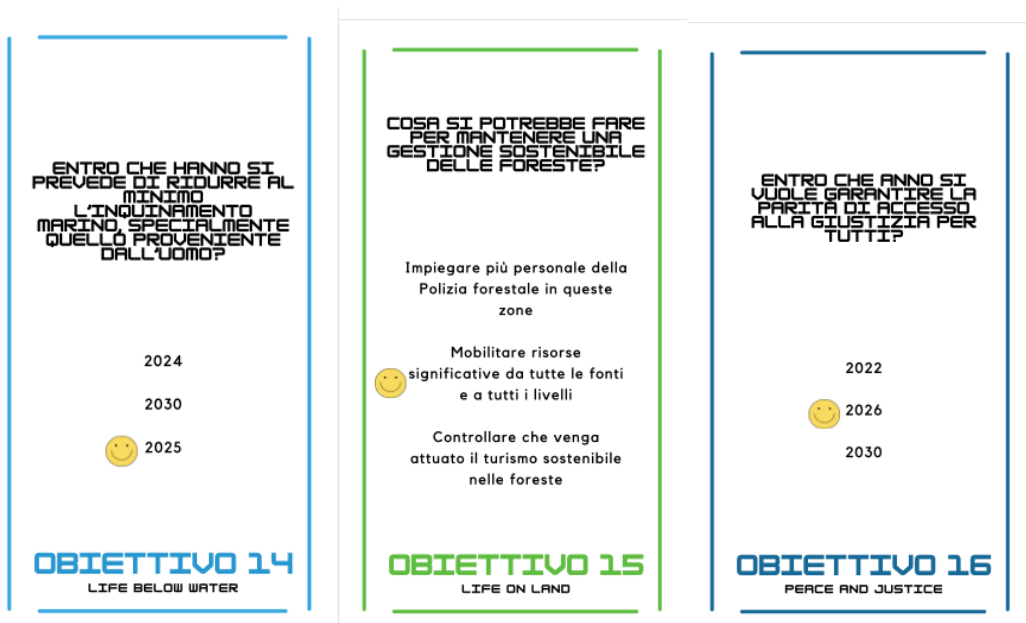 ENTRO CHE HANNO SI
PREVEDE DI RIDURRE AL
MINIMO
L'INQUINAMENTO
MARINO, SPECIALMENTE
QUELLO PROVENIENTE
DALL'UOMO?
2024
2030
2025
OBIETTIVO 14
LIFE BELOW WATER
COSA SI POTREBBE FARE
PER MANTENERE UNA
GESTIONE SOSTENIBILE
DELLE FORESTE?
Impiegare più personale della
Polizia forestale in queste
zone
Mobilitare risorse
significative da tutte le fonti
e a tutti i livelli
Controllare che venga
attuato il turismo sostenibile
nelle foreste
OBIETTIVO 15
LIFE ON LAND
ENTRO CHE ANNO SI
VUOLE GARANTIRE LA
PARITÀ DI ACCESSO
ALLA GIUSTIZIA PER
TUTTI?
2022
2026
2030
OBIETTIVO 16
PEACE AND JUSTICE